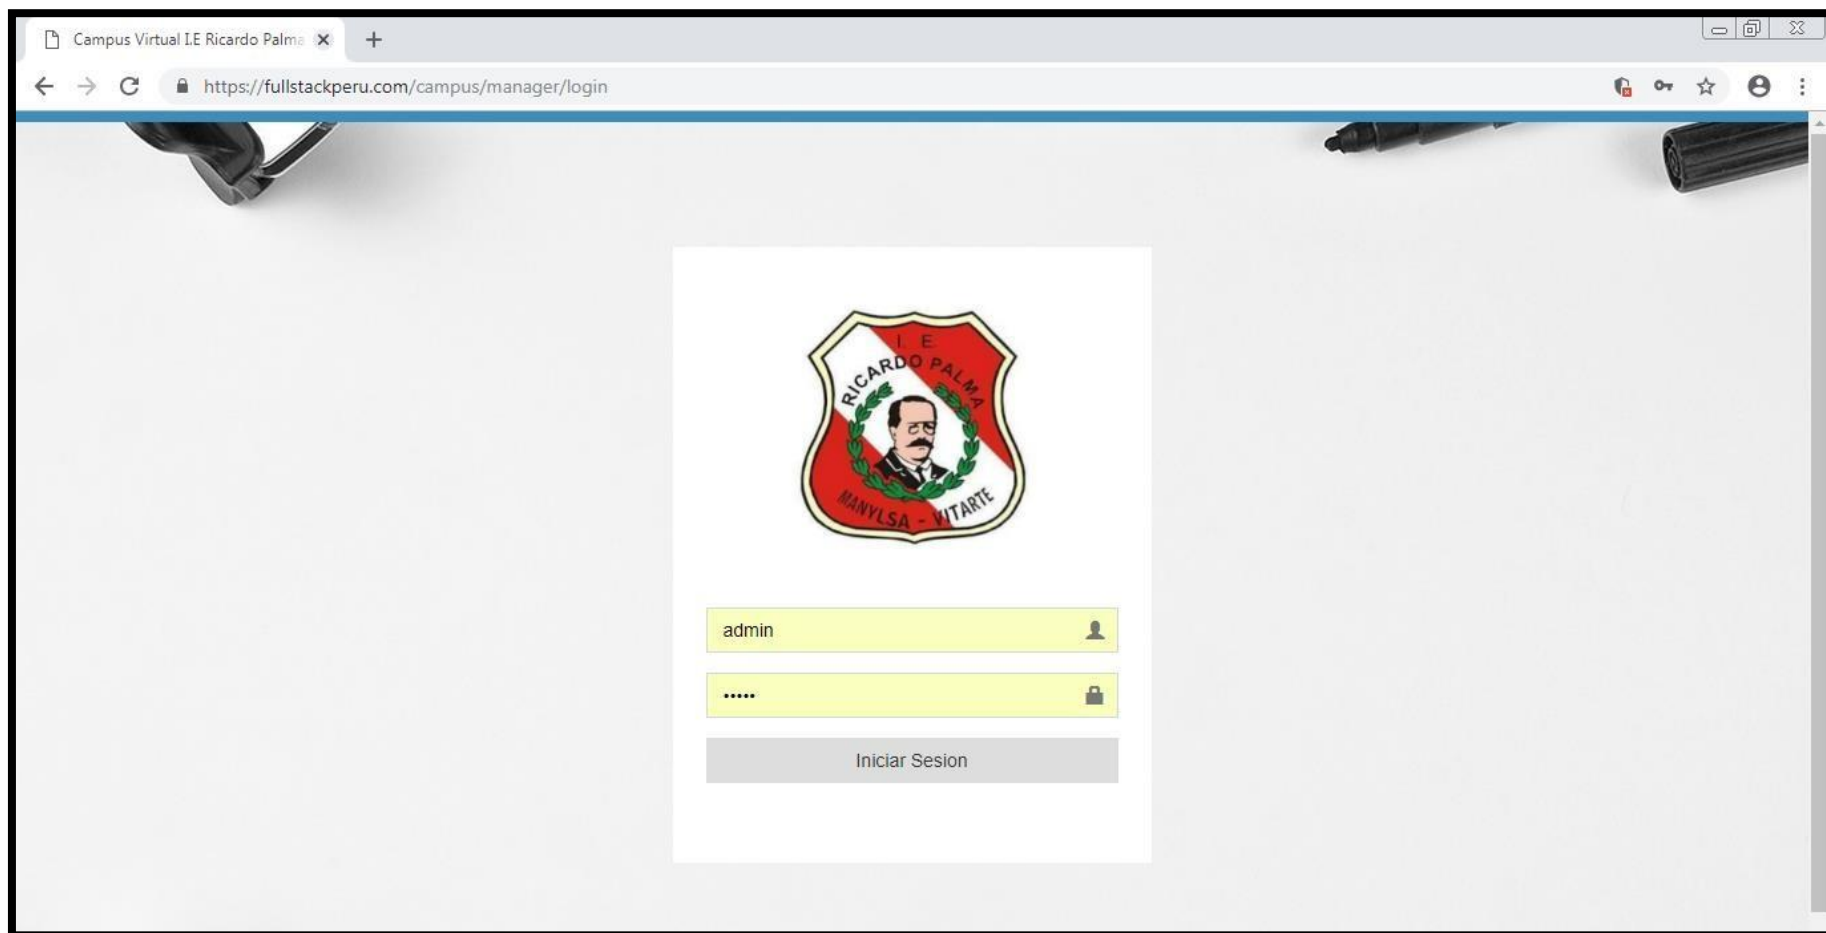 Campus Virtual I.E Ricardo Palma
https://fullstackperu.com/campus/manager/login
I. E.
RICARDO PALMA
MANYLSA - VITARTE
admin
•••••
Iniciar Sesion